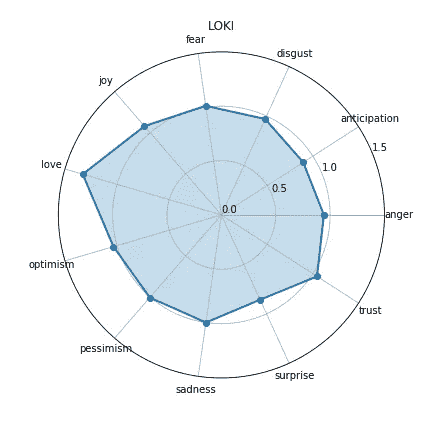 LOKI
fear
disgust
joy
anticipation
1.5
love
1.0
0.5
0.0
anger
optimism
trust
pessimism
surprise
sadness